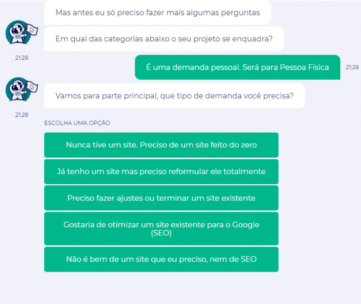 Mas antes eu só preciso fazer mais algumas perguntas
Em qual das categorias abaixo o seu projeto se enquadra?
21:28
É uma demanda pessoal. Será para Pessoa Física
21:28
Vamos para parte principal, que tipo de demanda você precisa?
21:28
ESCOLHA UMA OPÇÃO
Nunca tive um site. Preciso de um site feito do zero
Já tenho um site mas preciso reformular ele totalmente
Preciso fazer ajustes ou terminar um site existente
Gostaria de otimizar um site existente para o Google
(SEO)
Não é bem de um site que eu preciso, nem de SEO